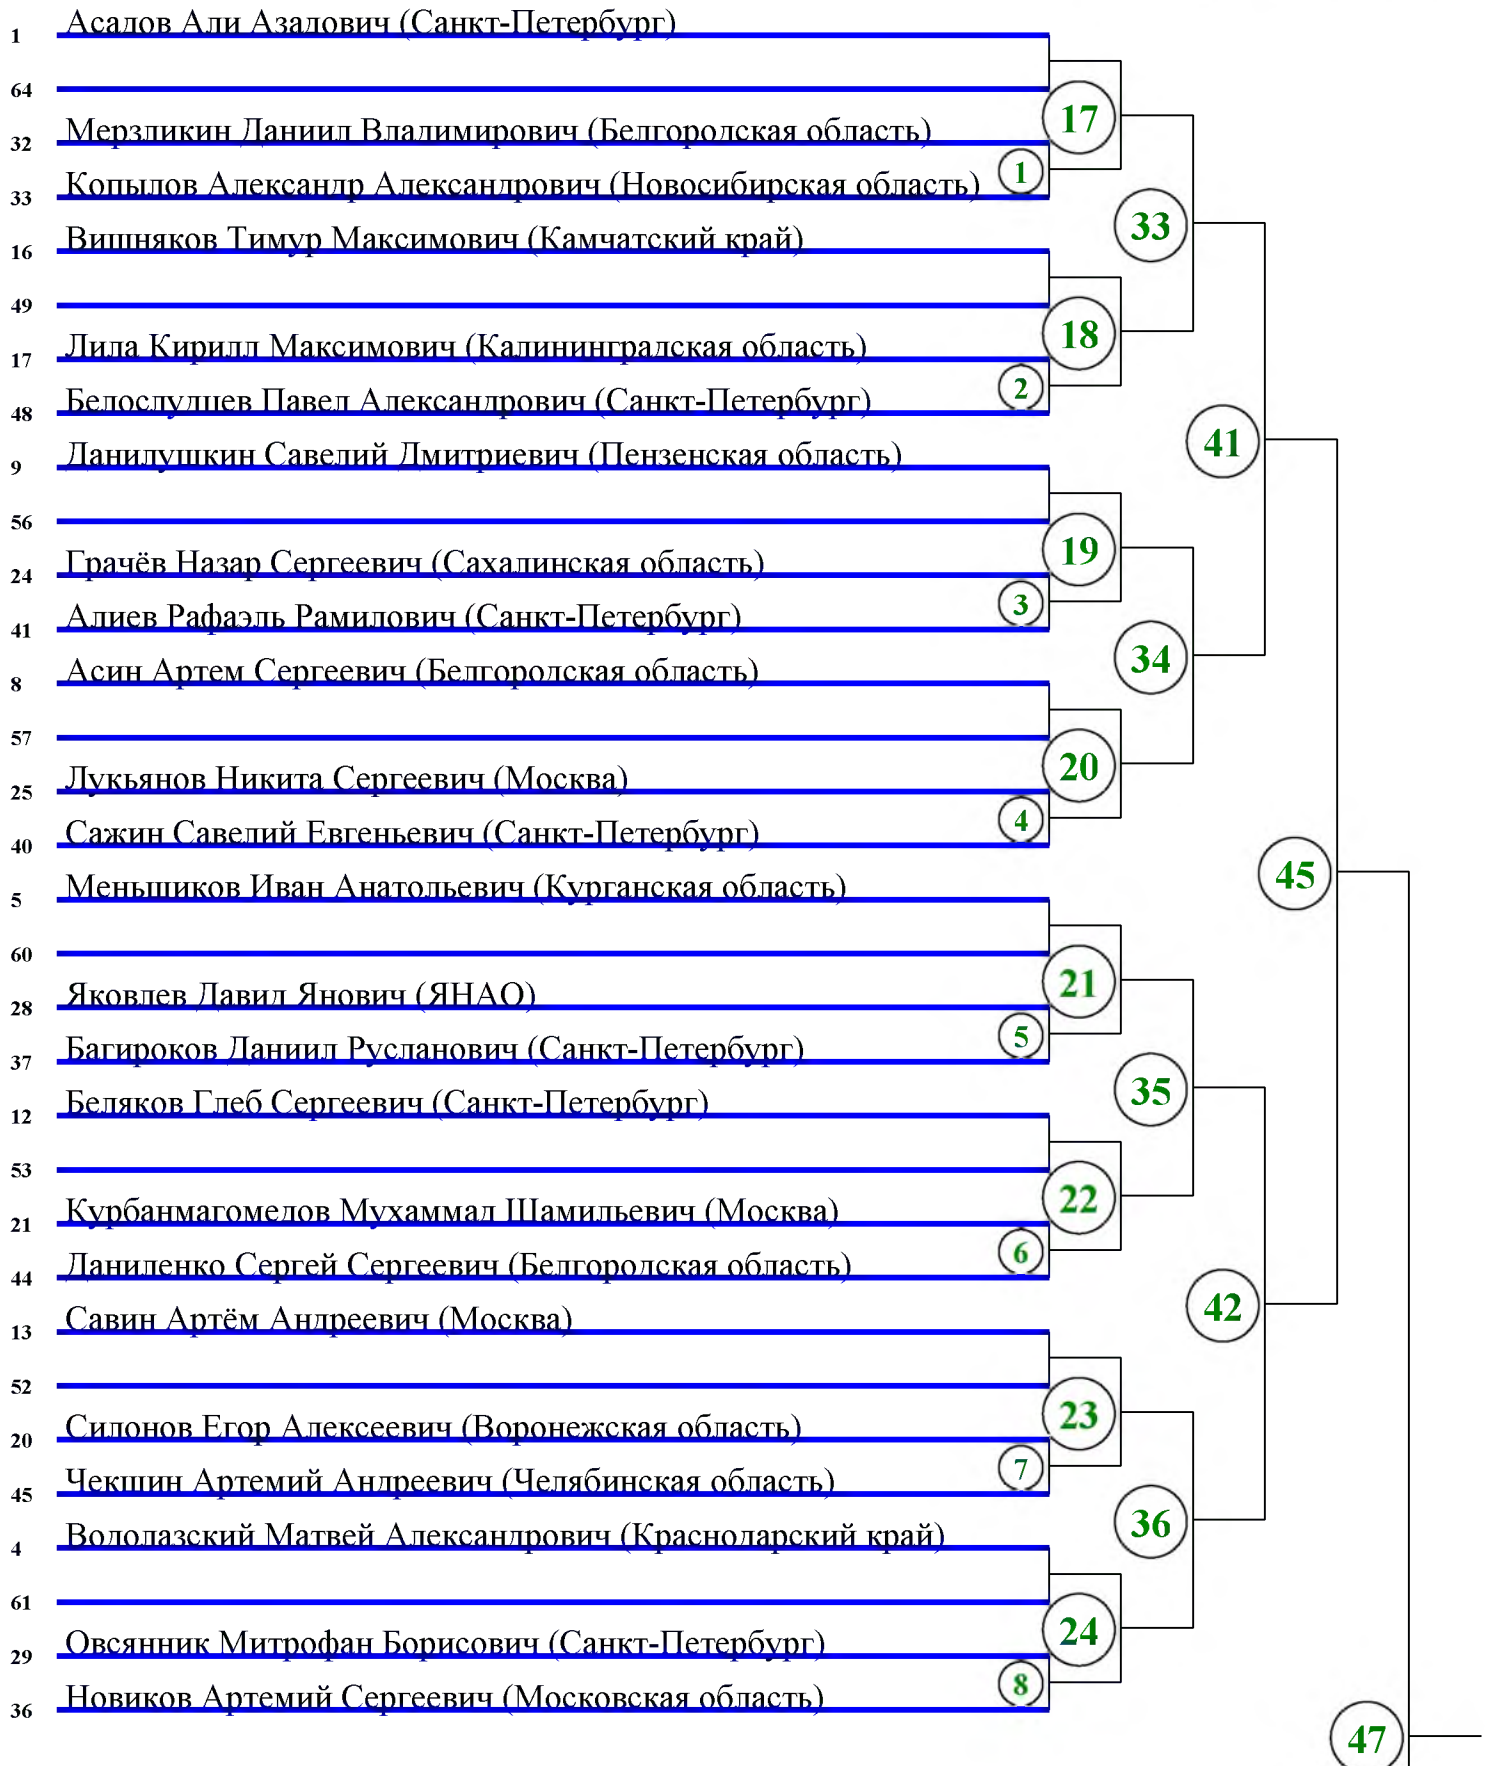 1 Асадов Али Азадович (Санкт-Петербург)
64
17
32 Мерзликин Даниил Владимирович (Белгородская область)
1
33 Копылов Александр Александрович (Новосибирская область)
33
16 Вишняков Тимур Максимович (Камчатский край)
49
18
17 Лила Кирилл Максимович (Калининградская область)
2
48 Белослудцев Павел Александрович (Санкт-Петербург)
41
9 Данилушкин Савелий Дмитриевич (Пензенская область)
56
19
24 Грачёв Назар Сергеевич (Сахалинская область)
3
41 Алиев Рафаэль Рамилович (Санкт-Петербург)
34
8 Асин Артем Сергеевич (Белгородская область)
57
20
25 Лукьянов Никита Сергеевич (Москва)
4
40 Сажин Савелий Евгеньевич (Санкт-Петербург)
45
5 Меньшиков Иван Анатольевич (Курганская область)
60
21
28 Яковлев Давид Янович (ЯНАО)
5
37 Багироков Даниил Русланович (Санкт-Петербург)
35
12 Беляков Глеб Сергеевич (Санкт-Петербург)
53
22
21 Курбанмагомедов Мухаммад Шамильевич (Москва)
6
44 Даниленко Сергей Сергеевич (Белгородская область)
42
13 Савин Артём Андреевич (Москва)
52
23
20 Силонов Егор Алексеевич (Воронежская область)
7
45 Чекшин Артемий Андреевич (Челябинская область)
36
4 Водолазский Матвей Александрович (Краснодарский край)
61
24
29 Овсянник Митрофан Борисович (Санкт-Петербург)
8
36 Новиков Артемий Сергеевич (Московская область)
47